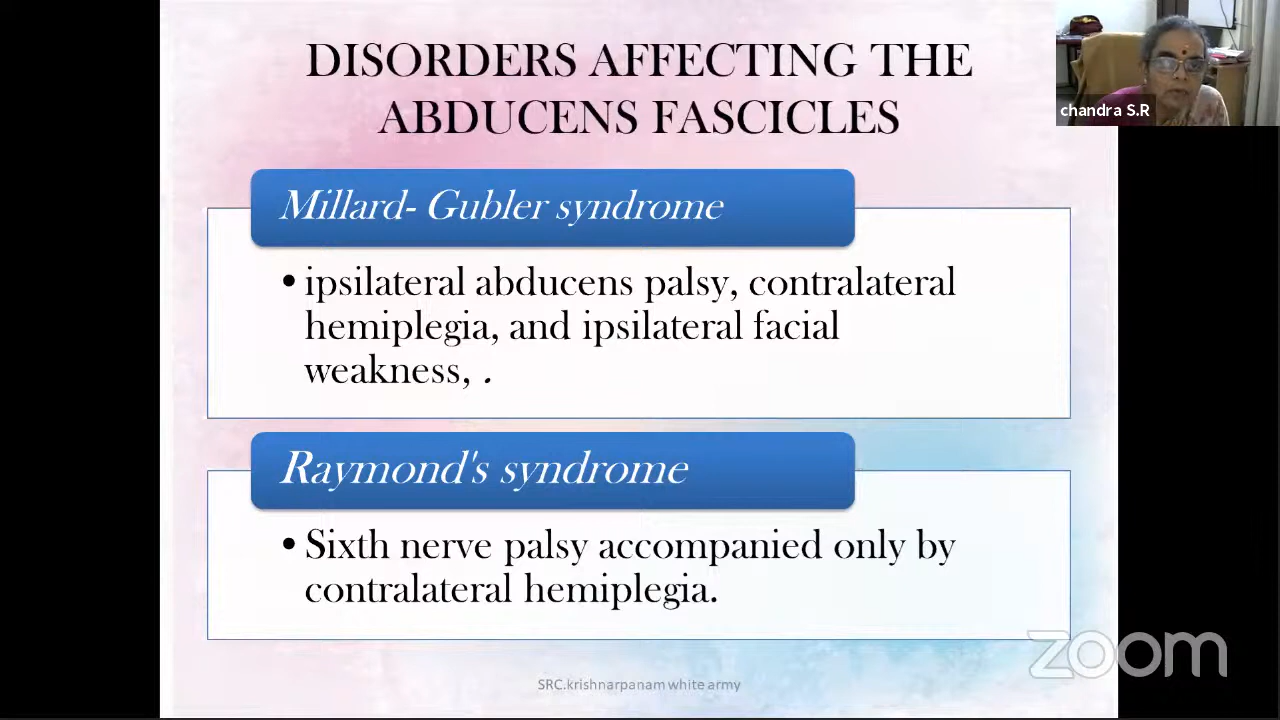 DISORDERS AFFECTING THE
ABDUCENS FASCICLES
chandra S.R
Millard- Gubler syndrome
• ipsilateral abducens palsy, contralateral
hemiplegia, and ipsilateral facial
weakness, .
Raymond's syndrome
• Sixth nerve palsy accompanied only by
contralateral hemiplegia.
zoom
SRC.krishnarpanam white army